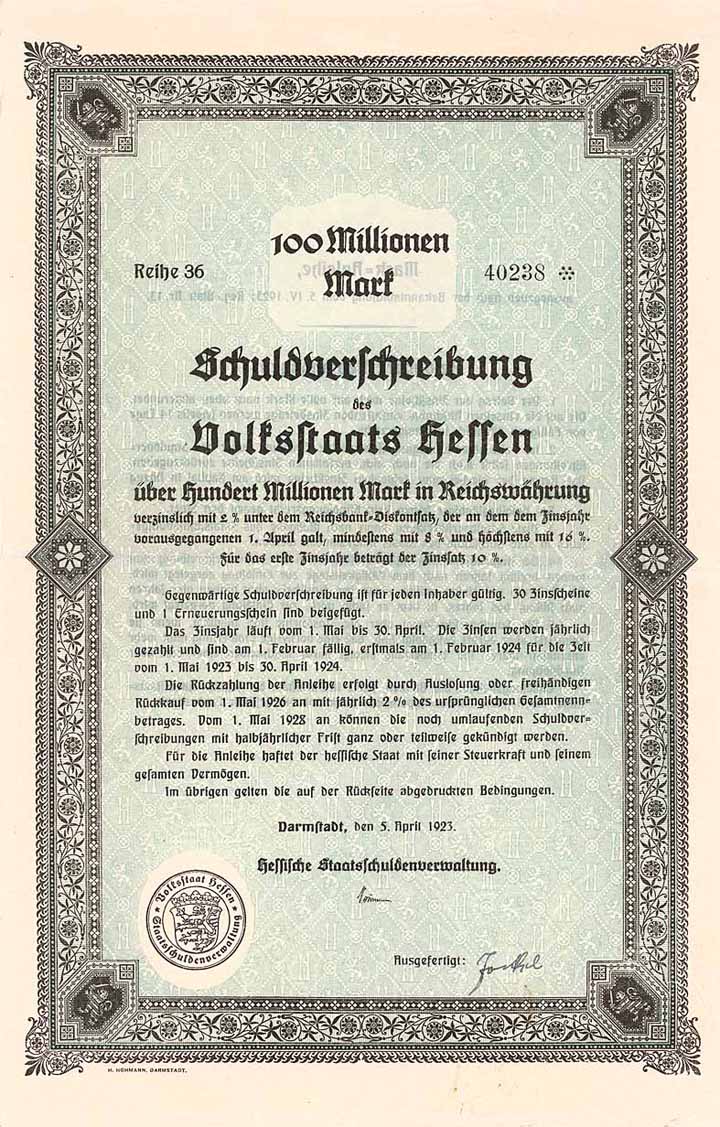 100 Millionen
Mark
Reihe 36
40238
Schuldverschreibung
des
Volksstaats Hessen
über Hundert Millionen Mark in Reichswährung
verzinslich mit 2 % unter dem Reichsbank-Diskontsatz, der an dem dem Zinsjahr
vorausgegangenen 1. April galt, mindestens mit 8 % und höchstens mit 16 %.
Für das erste Zinsjahr beträgt der Zinssatz 10 %.
Gegenwärtige Schuldverschreibung ist für jeden Inhaber gültig. 30 Zinsscheine
und 1 Erneuerungsschein sind beigefügt.
Das Zinsjahr läuft vom 1. Mai bis 30. April. Die Zinsen werden jährlich
gezahlt und sind am 1. Februar fällig, erstmals am 1. Februar 1924 für die Zeit
vom 1. Mai 1923 bis 30. April 1924.
Die Rückzahlung der Anleihe erfolgt durch Auslosung oder freihändigen
Rückkauf vom 1. Mai 1926 an mit jährlich 2 % des ursprünglichen Gesamtnenn-
betrages. Vom 1. Mai 1928 an können die noch umlaufenden Schuldver-
schreibungen mit halbjährlicher Frist ganz oder teilweise gekündigt werden.
Für die Anleihe haftet der hessische Staat mit seiner Steuerkraft und seinem
gesamten Vermögen.
Im übrigen gelten die auf der Rückseite abgedruckten Bedingungen.
Darmstadt, den 5. April 1923.
Hessische Staatsschuldenverwaltung.
Volksstaat Hessen
Staatsschuldenverwaltung
Ausgefertigt:
H. HOHMANN, DARMSTADT.